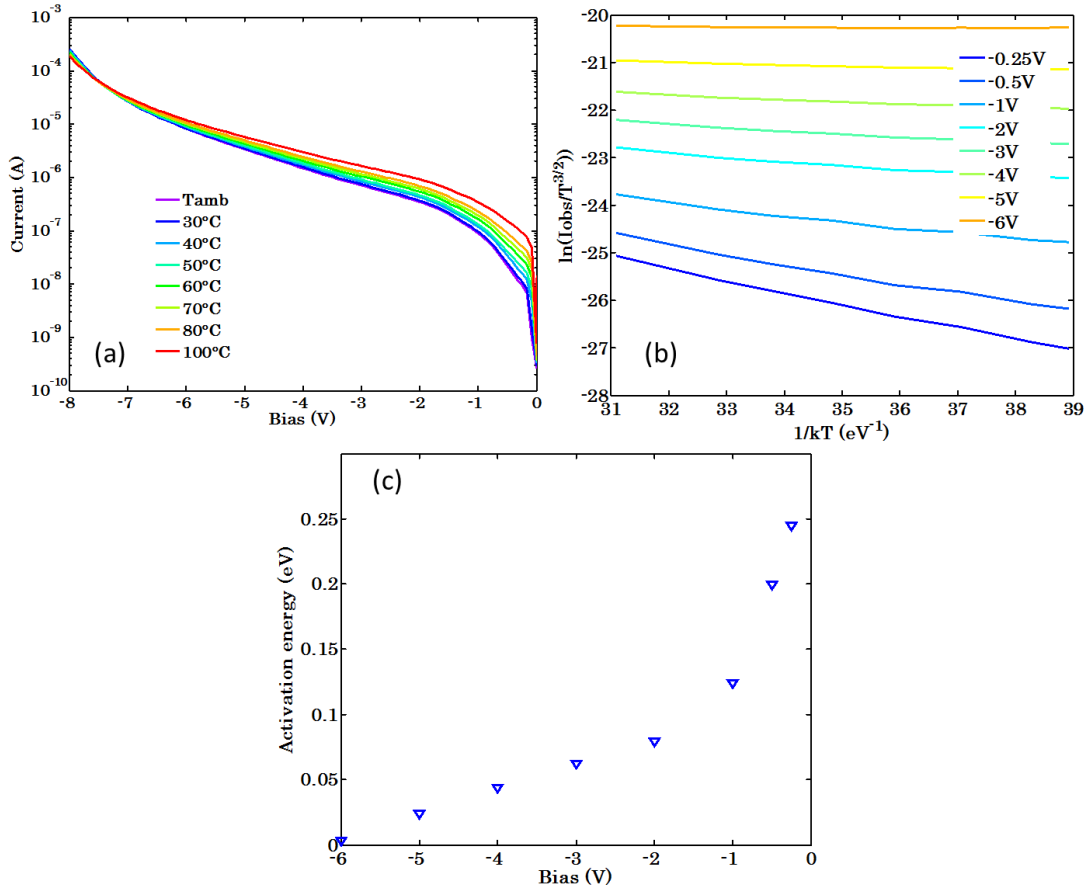 10⁻³
10⁻⁴
10⁻⁵
10⁻⁶
10⁻⁷
10⁻⁸
10⁻⁹
10⁻¹⁰
Current (A)
Tamb
30°C
40°C
50°C
60°C
70°C
80°C
100°C
(a)
-8 -7 -6 -5 -4 -3 -2 -1 0
Bias (V)
-20
-21
-22
-23
-24
-25
-26
-27
-28
ln(Iobs/T³/²))
-0.25V
-0.5V
-1V
-2V
-3V
-4V
-5V
-6V
(b)
31 32 33 34 35 36 37 38 39
1/kT (eV⁻¹)
(c)
0.25
0.2
0.15
0.1
0.05
0
Activation energy (eV)
-6 -5 -4 -3 -2 -1 0
Bias (V)